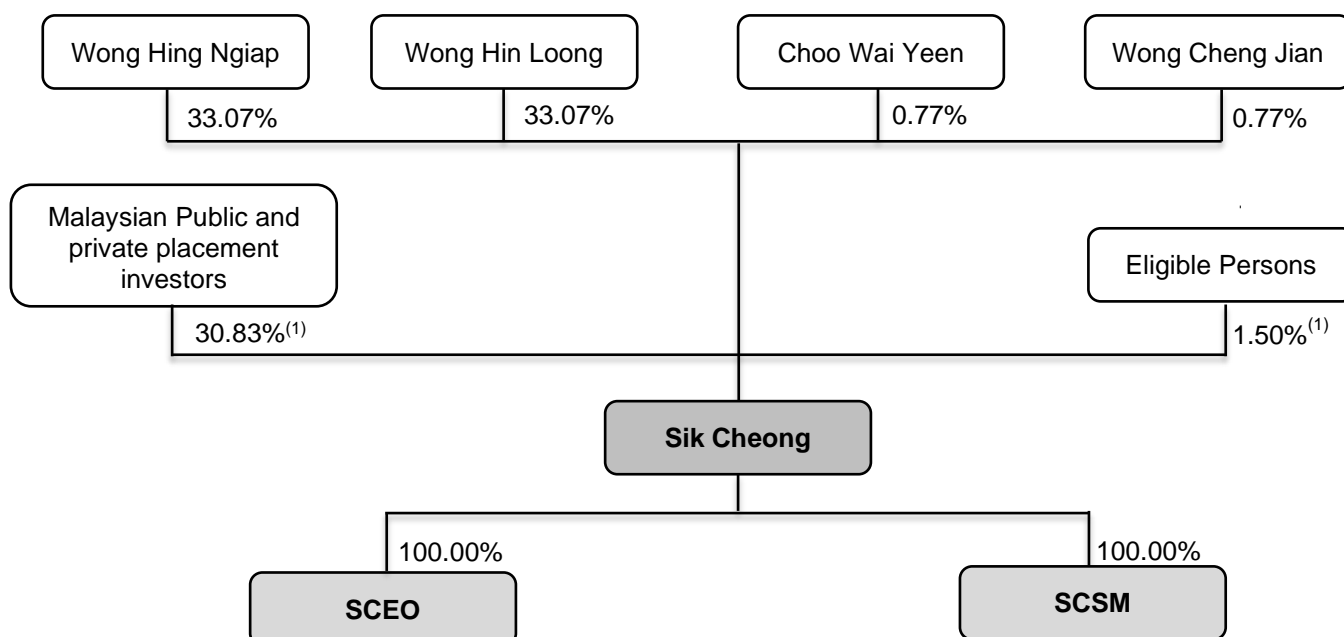 Wong Hing Ngiap
Wong Hin Loong
Choo Wai Yeen
Wong Cheng Jian
33.07%
33.07%
0.77%
0.77%
Malaysian Public and
private placement
investors
Eligible Persons
30.83%(1)
1.50%(1)
Sik Cheong
100.00%
100.00%
SCEO
SCSM